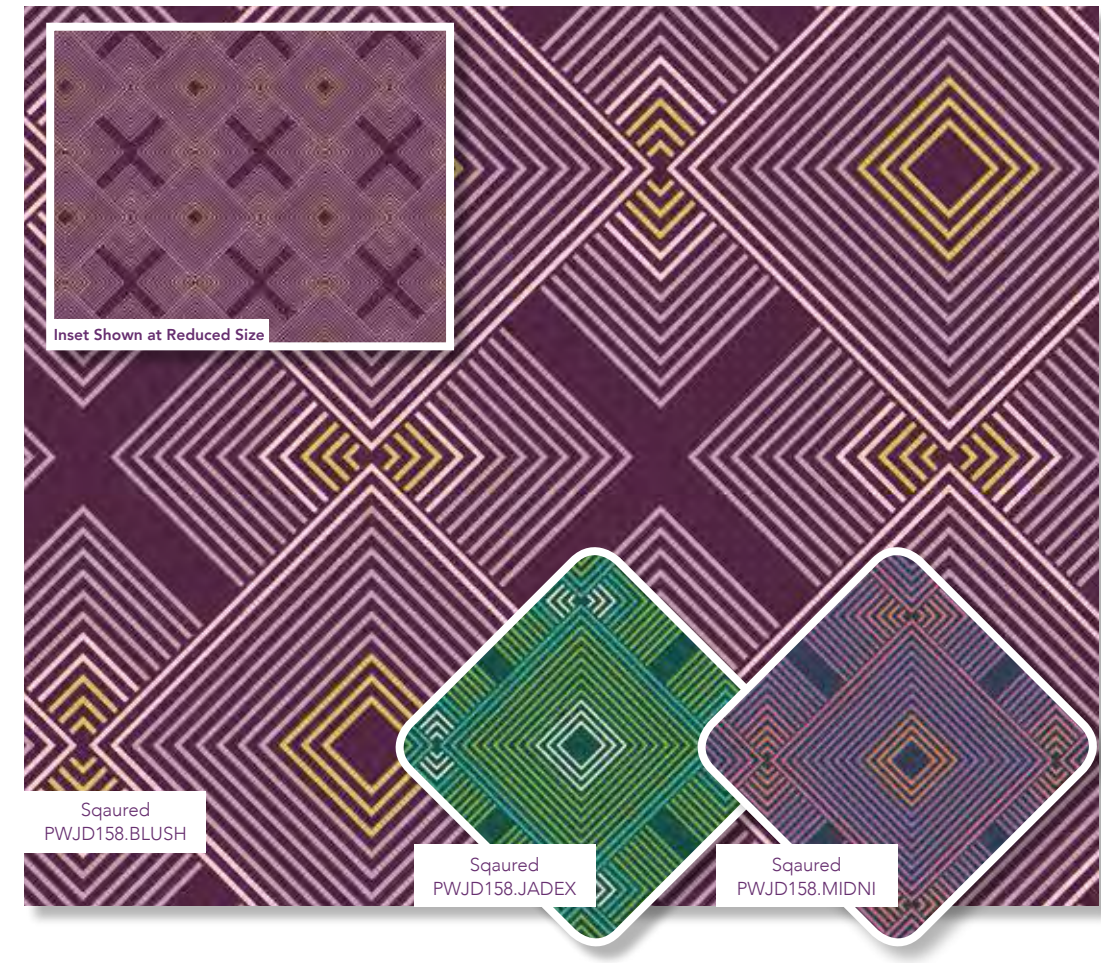 Inset Shown at Reduced Size
Sqaured
PWJD158.BLUSH
Sqaured
PWJD158.JADEX
Sqaured
PWJD158.MIDNI